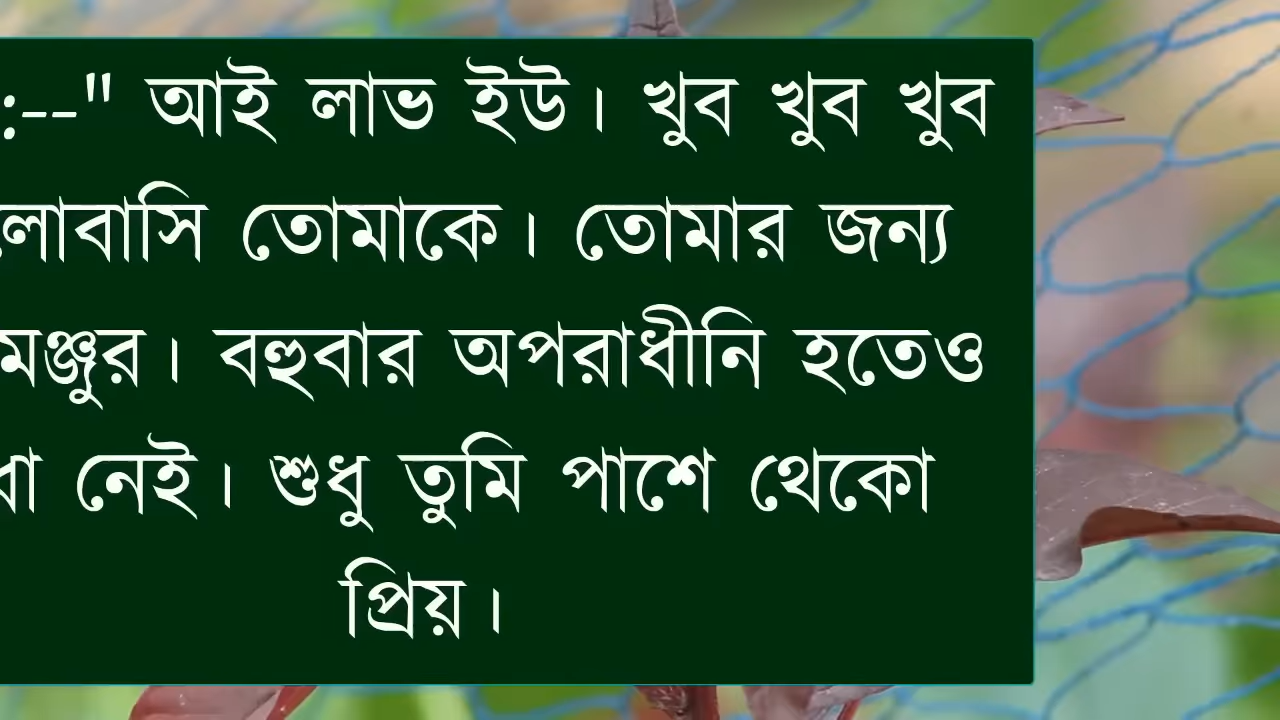 :--" আই লাভ ইউ। খুব খুব খুব
তোমাকে। তোমার জন্য
মঞ্জুর। বহুবার অপরাধীনি হতেও
নেই। শুধু তুমি পাশে থেকো
প্রিয়।